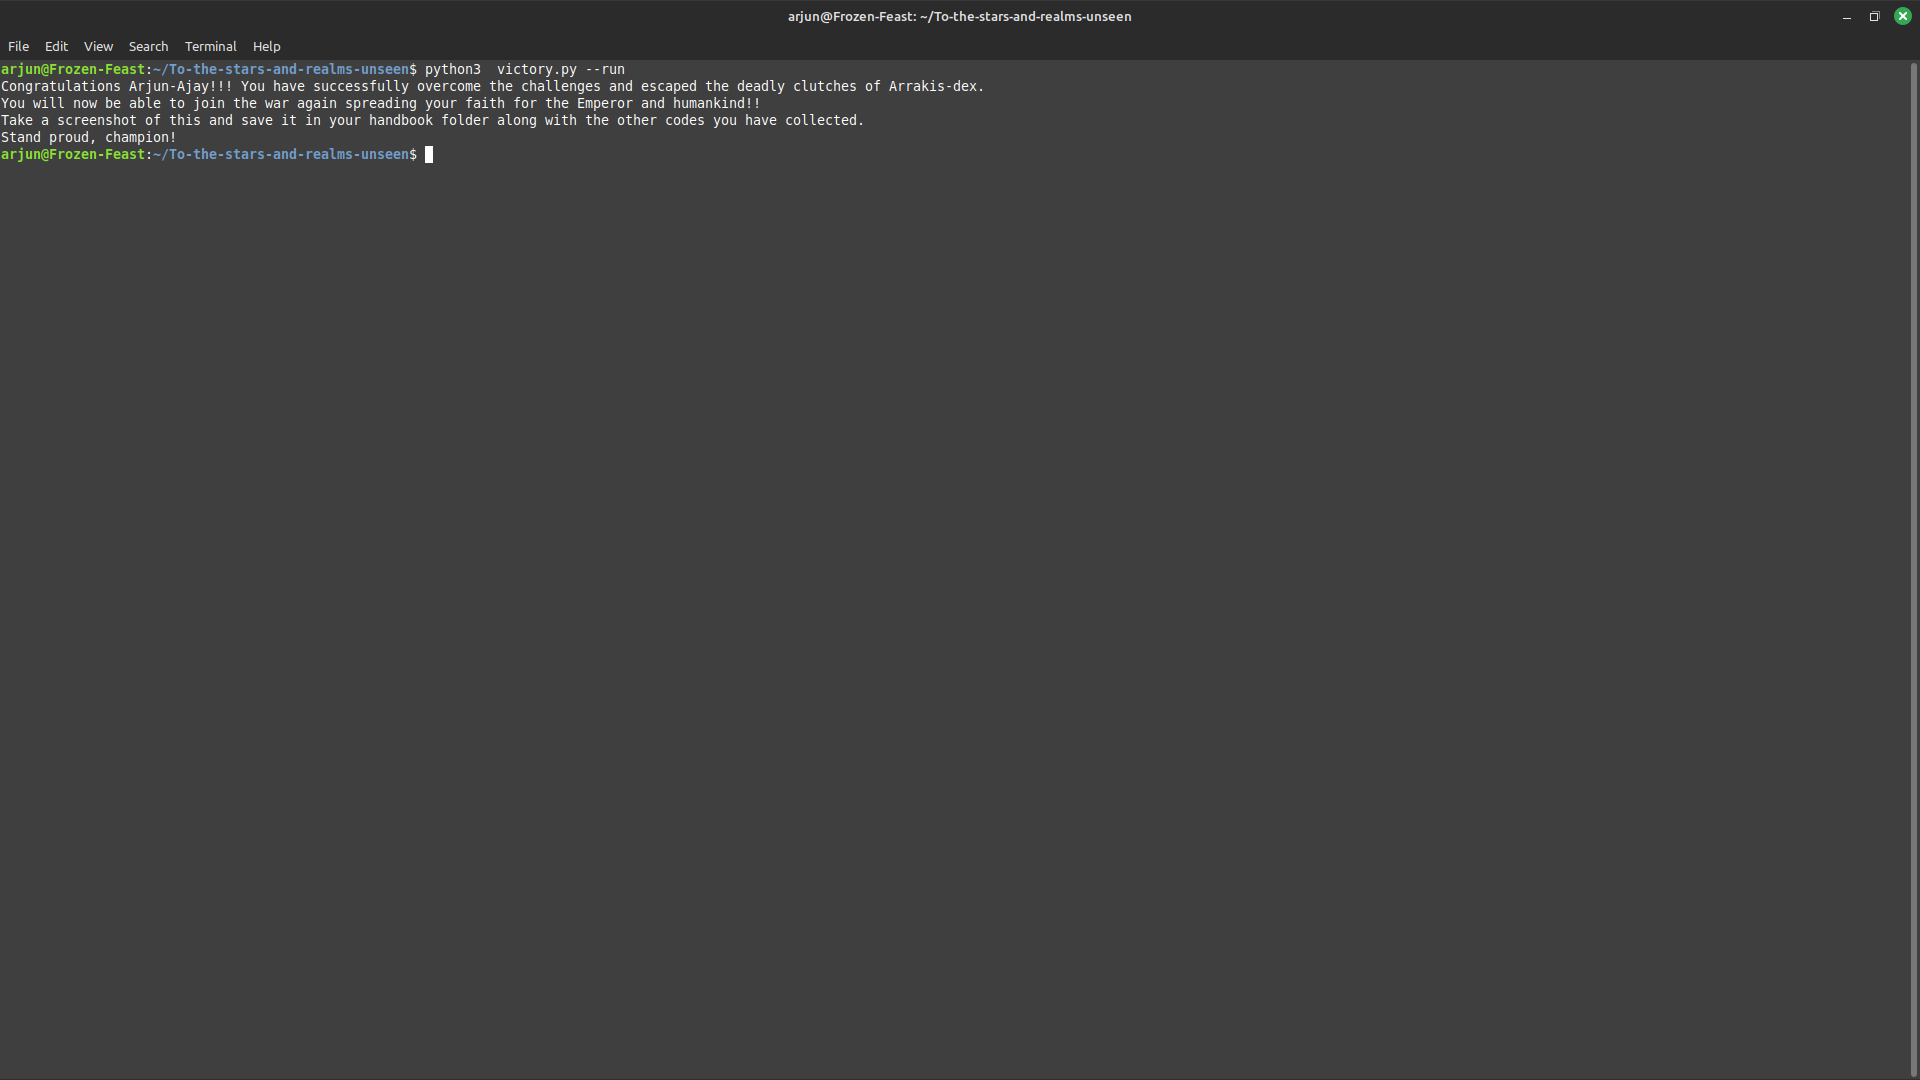 arjun@Frozen-Feast: ~/To-the-stars-and-realms-unseen
File Edit View Search Terminal Help
arjun@Frozen-Feast:~/To-the-stars-and-realms-unseen$ python3  victory.py --run
Congratulations Arjun-Ajay!!! You have successfully overcome the challenges and escaped the deadly clutches of Arrakis-dex.
You will now be able to join the war again spreading your faith for the Emperor and humankind!!
Take a screenshot of this and save it in your handbook folder along with the other codes you have collected.
Stand proud, champion!
arjun@Frozen-Feast:~/To-the-stars-and-realms-unseen$